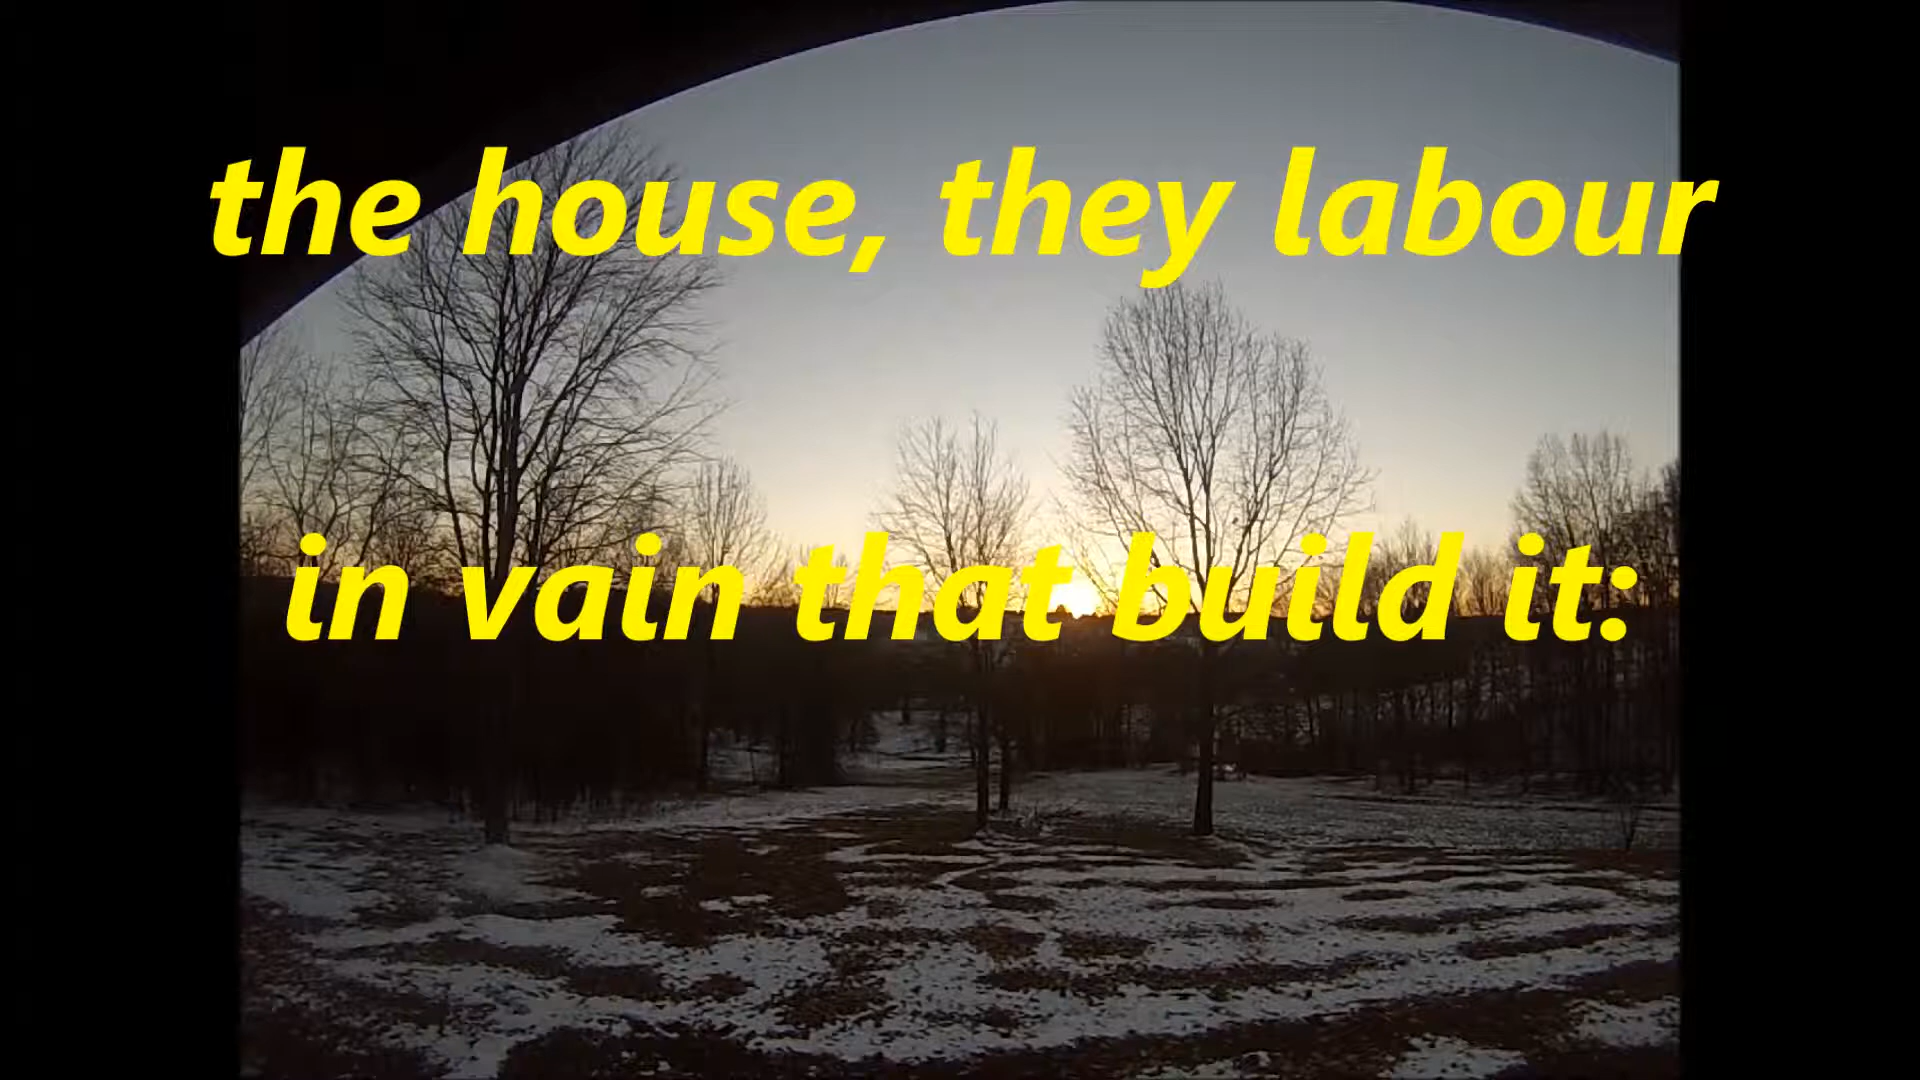 the house, they labour
in vain that build it: